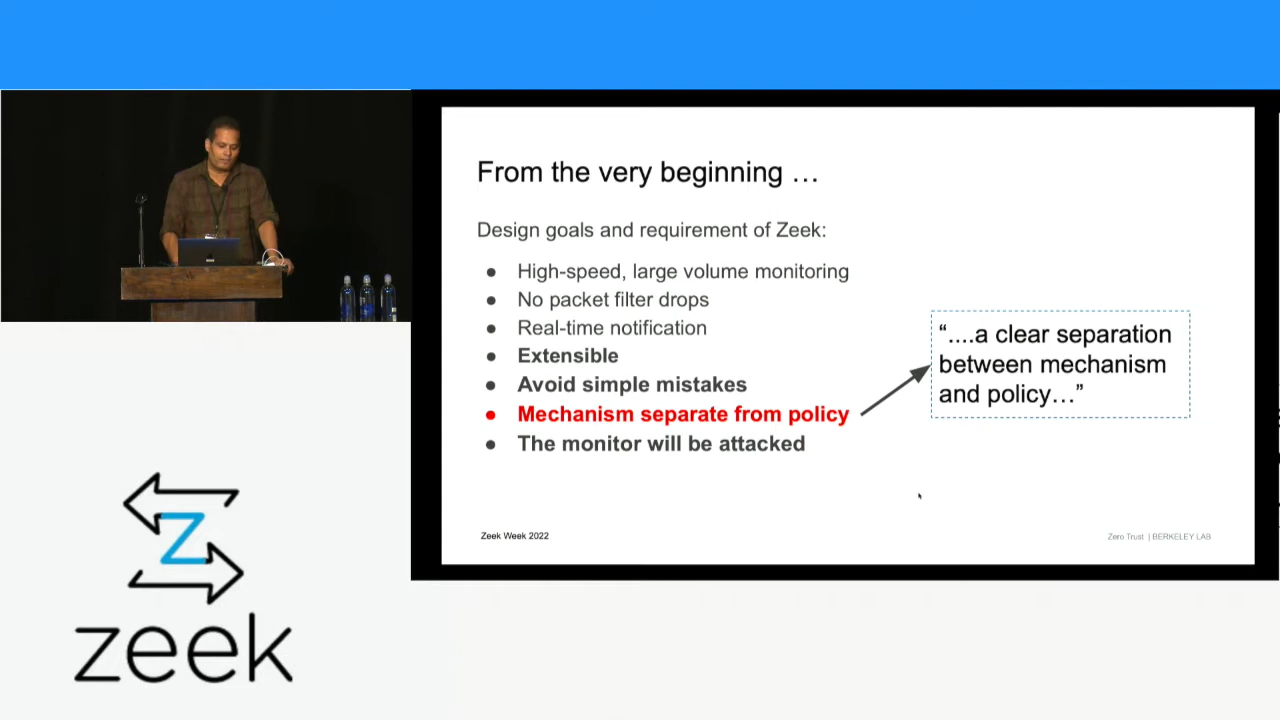 From the very beginning …
Design goals and requirement of Zeek:
● High-speed, large volume monitoring
● No packet filter drops
● Real-time notification
● Extensible
● Avoid simple mistakes
● Mechanism separate from policy
● The monitor will be attacked
“....a clear separation
between mechanism
and policy…”
Zeek Week 2022
Zero Trust | BERKELEY LAB
Z
zeek